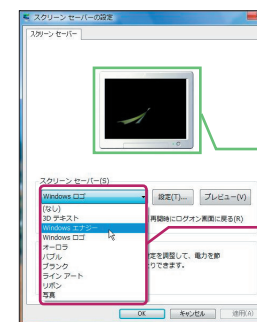 スクリーン セーバーの設定
スクリーン セーバー
スクリーン セーバー(S)
Windows ロゴ
設定(T)...
プレビュー(V)
(なし)
3D テキスト
Windows エナジー
Windows ロゴ
オーロラ
バブル
ブランク
ライン アート
リボン
写真
再開時にログオン画面に戻る(R)
定を調整して、電力を節
りできます。
OK
キャンセル
適用(A)